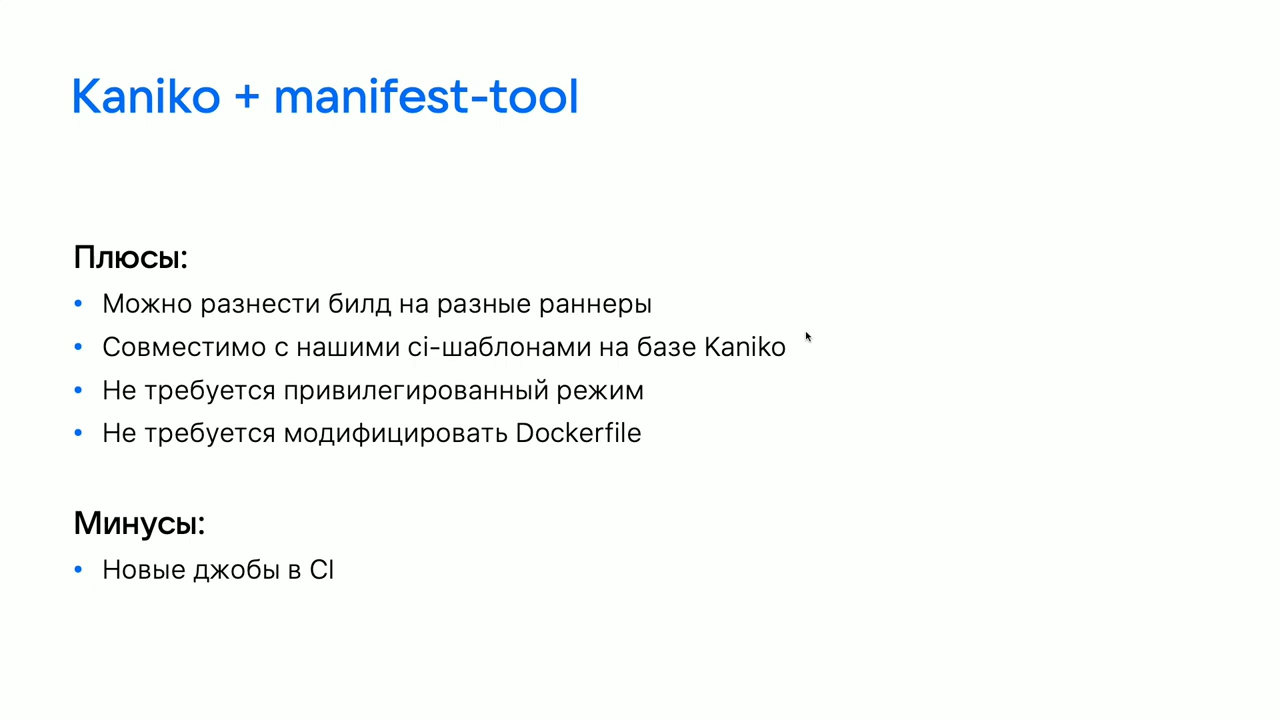 Kaniko + manifest-tool
Плюсы:
• Можно разнести билд на разные раннеры
• Совместимо с нашими ci-шаблонами на базе Kaniko
• Не требуется привилегированный режим
• Не требуется модифицировать Dockerfile
Минусы:
• Новые джобы в CI